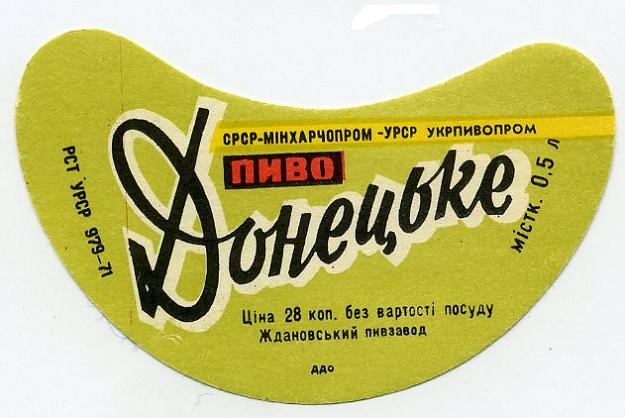 СРСР-МІНХАРЧОПРОМ -УРСР УКРПИВОПРОМ
ПИВО
Донецьке
РСТ УРСР 979-71
містк. 0,5 л
Ціна 28 коп. без вартості посуду
Ждановський пивзавод
ДДО